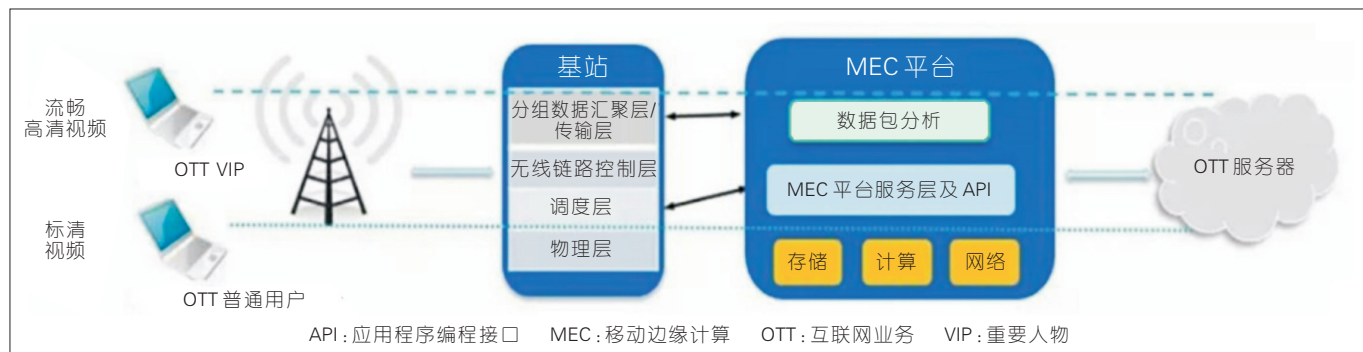 流畅
高清视频
OTT VIP
标清
视频
OTT 普通用户
基站
分组数据汇聚层/
传输层
无线链路控制层
调度层
物理层
MEC 平台
数据包分析
MEC 平台服务层及 API
存储
计算
网络
OTT 服务器
API：应用程序编程接口 MEC：移动边缘计算 OTT：互联网业务 VIP：重要人物